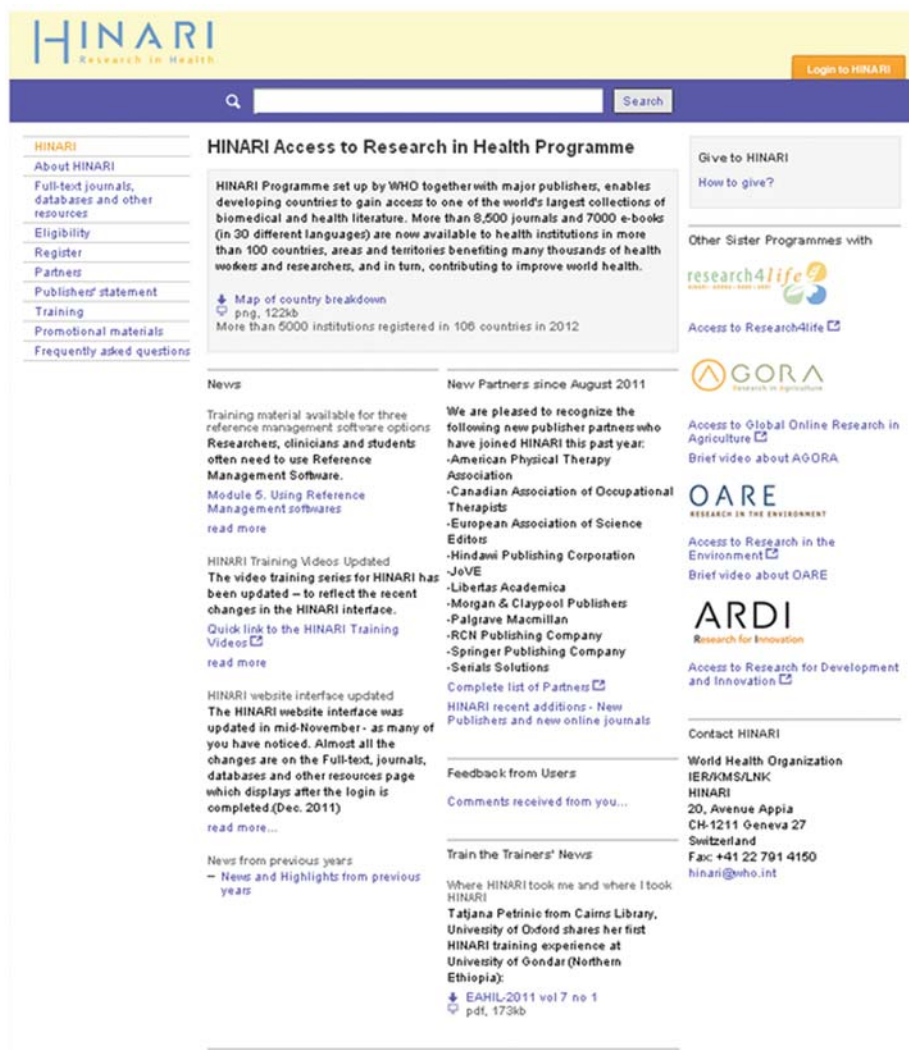 HINARI
Research in Health
Login to HINARI
Search
HINARI
About HINARI
Full-text journals,
databases and other
resources
Eligibility
Register
Partners
Publishers' statement
Training
Promotional materials
Frequently asked questions
HINARI Access to Research in Health Programme
HINARI Programme set up by WHO together with major publishers, enables
developing countries to gain access to one of the world's largest collections of
biomedical and health literature. More than 8,500 journals and 7000 e-books
(in 30 different languages) are now available to health institutions in more
than 100 countries, areas and territories benefiting many thousands of health
workers and researchers, and in turn, contributing to improve world health.
Map of country breakdown
png, 122kb
More than 5000 institutions registered in 106 countries in 2012
News
Training material available for three
reference management software options
Researchers, clinicians and students
often need to use Reference
Management Software.
Module 5. Using Reference
Management softwares
read more
HINARI Training Videos Updated
The video training series for HINARI has
been updated – to reflect the recent
changes in the HINARI interface.
Quick link to the HINARI Training
Videos
read more
HINARI website interface updated
The HINARI website interface was
updated in mid-November - as many of
you have noticed. Almost all the
changes are on the Full-text, journals,
databases and other resources page
which displays after the login is
completed.(Dec. 2011)
read more...
News from previous years
– News and Highlights from previous
years
New Partners since August 2011
We are pleased to recognize the
following new publisher partners who
have joined HINARI this past year:
-American Physical Therapy
Association
-Canadian Association of Occupational
Therapists
-European Association of Science
Editors
-Hindawi Publishing Corporation
-JoVE
-Libertas Academica
-Morgan & Claypool Publishers
-Palgrave Macmillan
-RCN Publishing Company
-Springer Publishing Company
-Serials Solutions
Complete list of Partners
HINARI recent additions - New
Publishers and new online journals
Feedback from Users
Comments received from you...
Train the Trainers' News
Where HINARI took me and where I took
HINARI
Tatjana Petrinic from Cairns Library,
University of Oxford shares her first
HINARI training experience at
University of Gondar (Northern
Ethiopia):
EAHIL-2011 vol 7 no 1
pdf, 173kb
Give to HINARI
How to give?
Other Sister Programmes with
research4life
HINARI · AGORA · OARE · ARDI
Access to Research4life
AGORA
Research in Agriculture
Access to Global Online Research in
Agriculture
Brief video about AGORA
OARE
RESEARCH IN THE ENVIRONMENT
Access to Research in the
Environment
Brief video about OARE
ARDI
Research for Innovation
Access to Research for Development
and Innovation
Contact HINARI
World Health Organization
IER/KMS/LNK
HINARI
20, Avenue Appia
CH-1211 Geneva 27
Switzerland
Fax: +41 22 791 4150
hinari@who.int